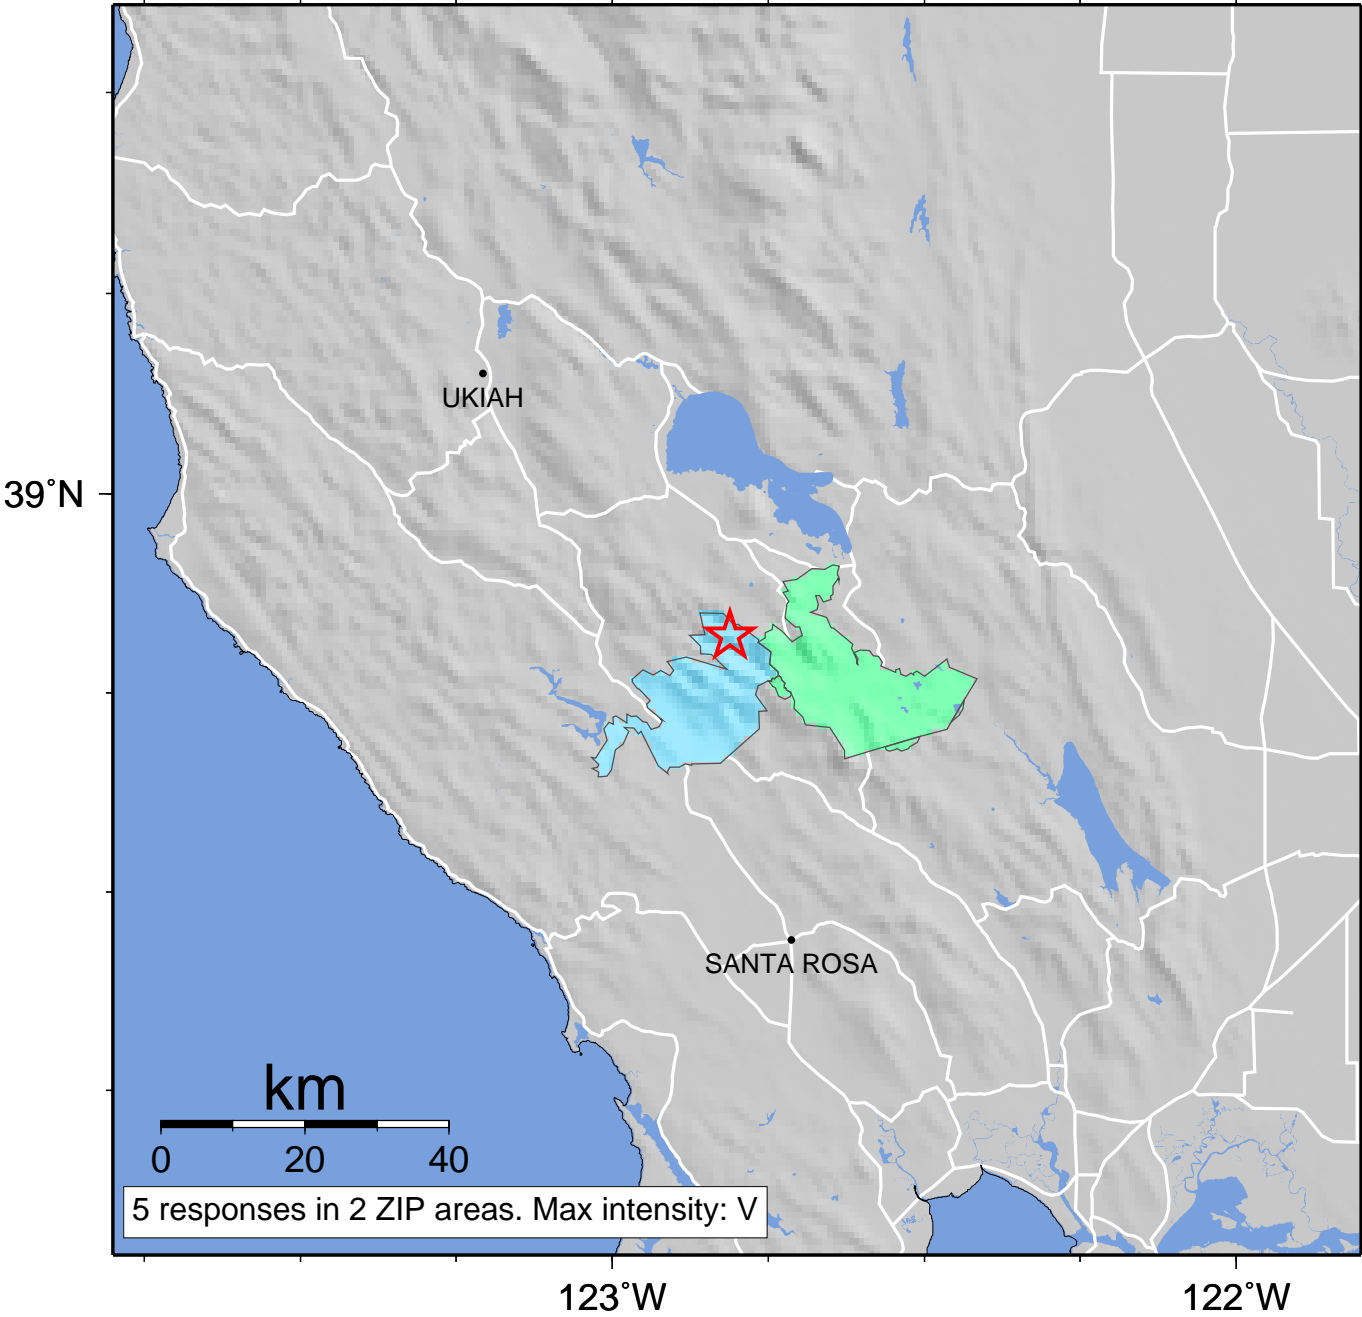 UKIAH
39°N
SANTA ROSA
km
0 20 40
5 responses in 2 ZIP areas. Max intensity: V
123°W 122°W